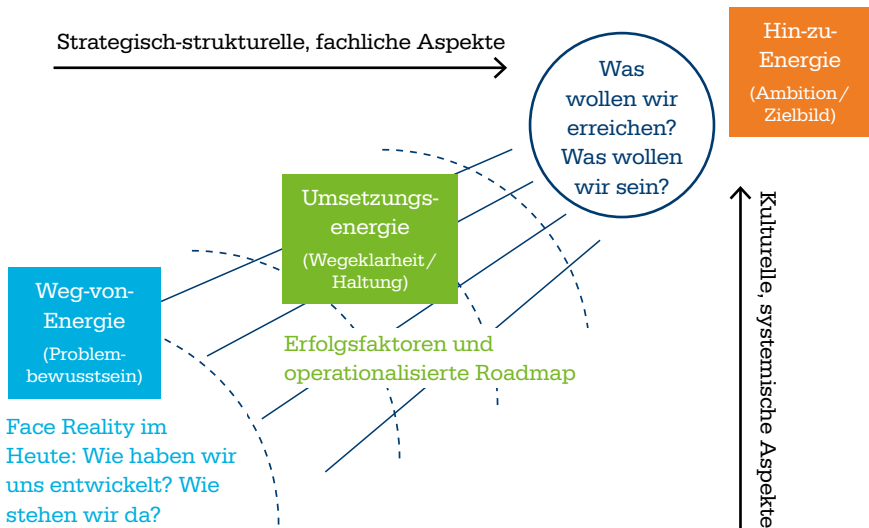 Strategisch-strukturelle, fachliche Aspekte
Was
wollen wir
erreichen?
Was wollen
wir sein?
Hin-zu-
Energie
(Ambition /
Zielbild)
Umsetzungs-
energie
(Wegeklarheit /
Haltung)
Erfolgsfaktoren und
operationalisierte Roadmap
Weg-von-
Energie
(Problem-
bewusstsein)
Face Reality im
Heute: Wie haben wir
uns entwickelt? Wie
stehen wir da?
Kulturelle, systemische Aspekte